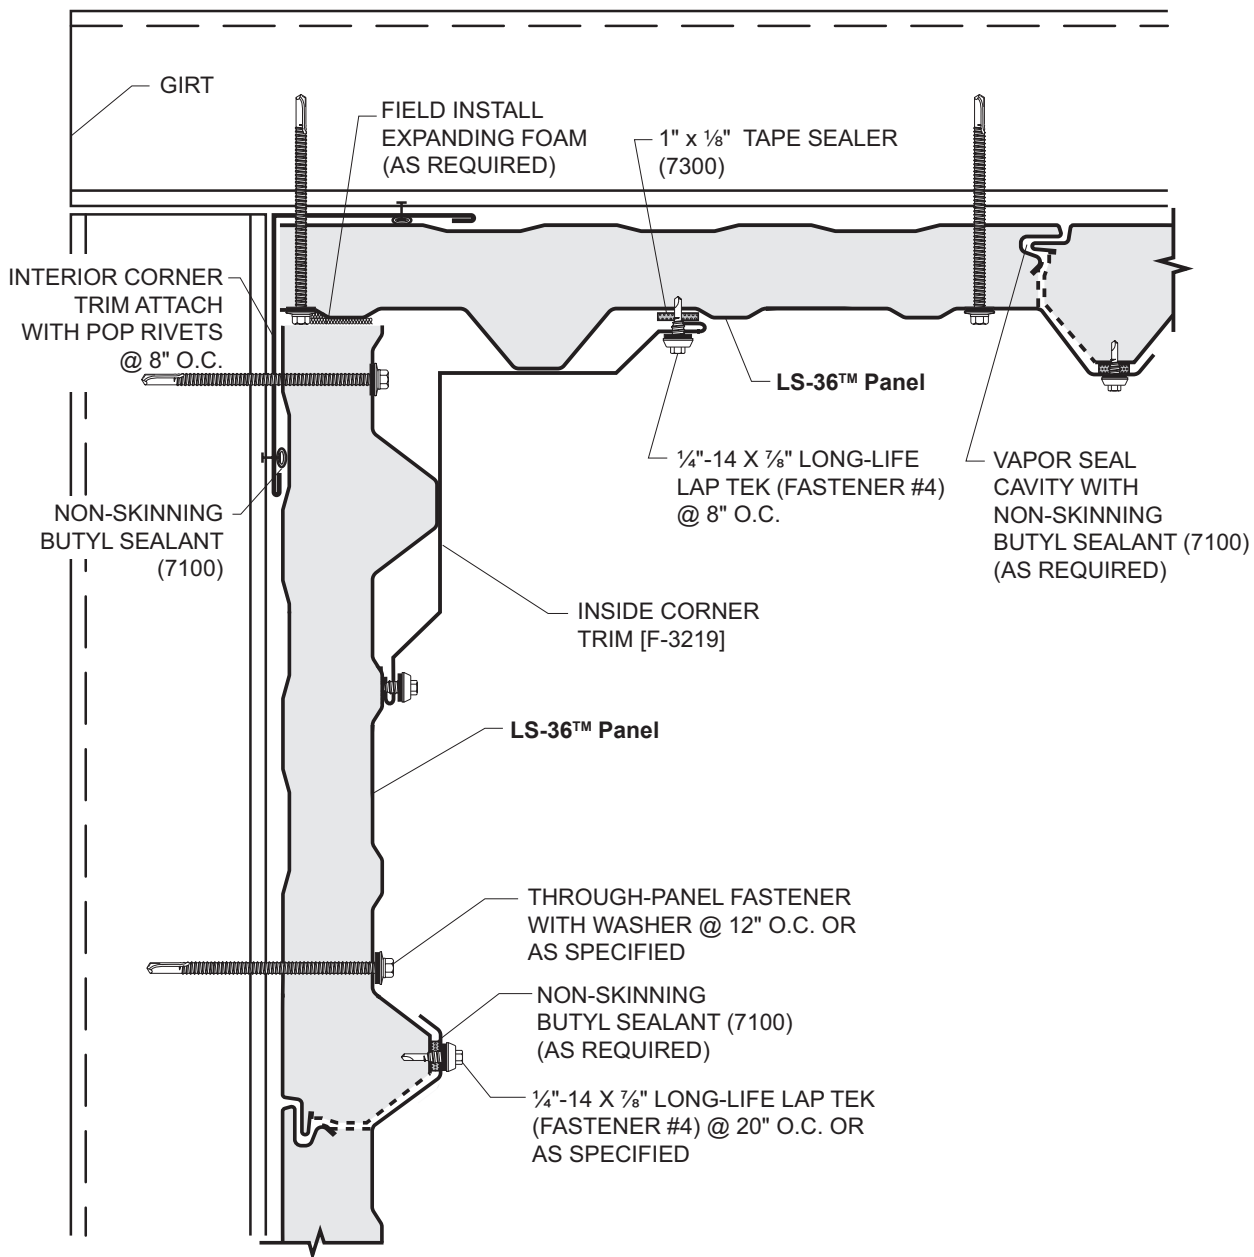 GIRT
FIELD INSTALL
EXPANDING FOAM
(AS REQUIRED)
1" x ⅛" TAPE SEALER
(7300)
INTERIOR CORNER
TRIM ATTACH
WITH POP RIVETS
@ 8" O.C.
LS-36™ Panel
¼"-14 X ⅞" LONG-LIFE
LAP TEK (FASTENER #4)
@ 8" O.C.
VAPOR SEAL
CAVITY WITH
NON-SKINNING
BUTYL SEALANT (7100)
(AS REQUIRED)
NON-SKINNING
BUTYL SEALANT
(7100)
INSIDE CORNER
TRIM [F-3219]
LS-36™ Panel
THROUGH-PANEL FASTENER
WITH WASHER @ 12" O.C. OR
AS SPECIFIED
NON-SKINNING
BUTYL SEALANT (7100)
(AS REQUIRED)
¼"-14 X ⅞" LONG-LIFE LAP TEK
(FASTENER #4) @ 20" O.C. OR
AS SPECIFIED